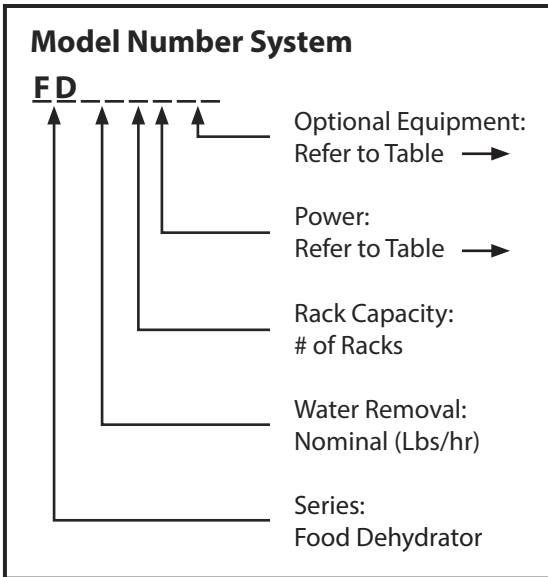 Model Number System
FD_ _ _ _ _ _
Optional Equipment:
Refer to Table →
Power:
Refer to Table →
Rack Capacity:
# of Racks
Water Removal:
Nominal (Lbs/hr)
Series:
Food Dehydrator